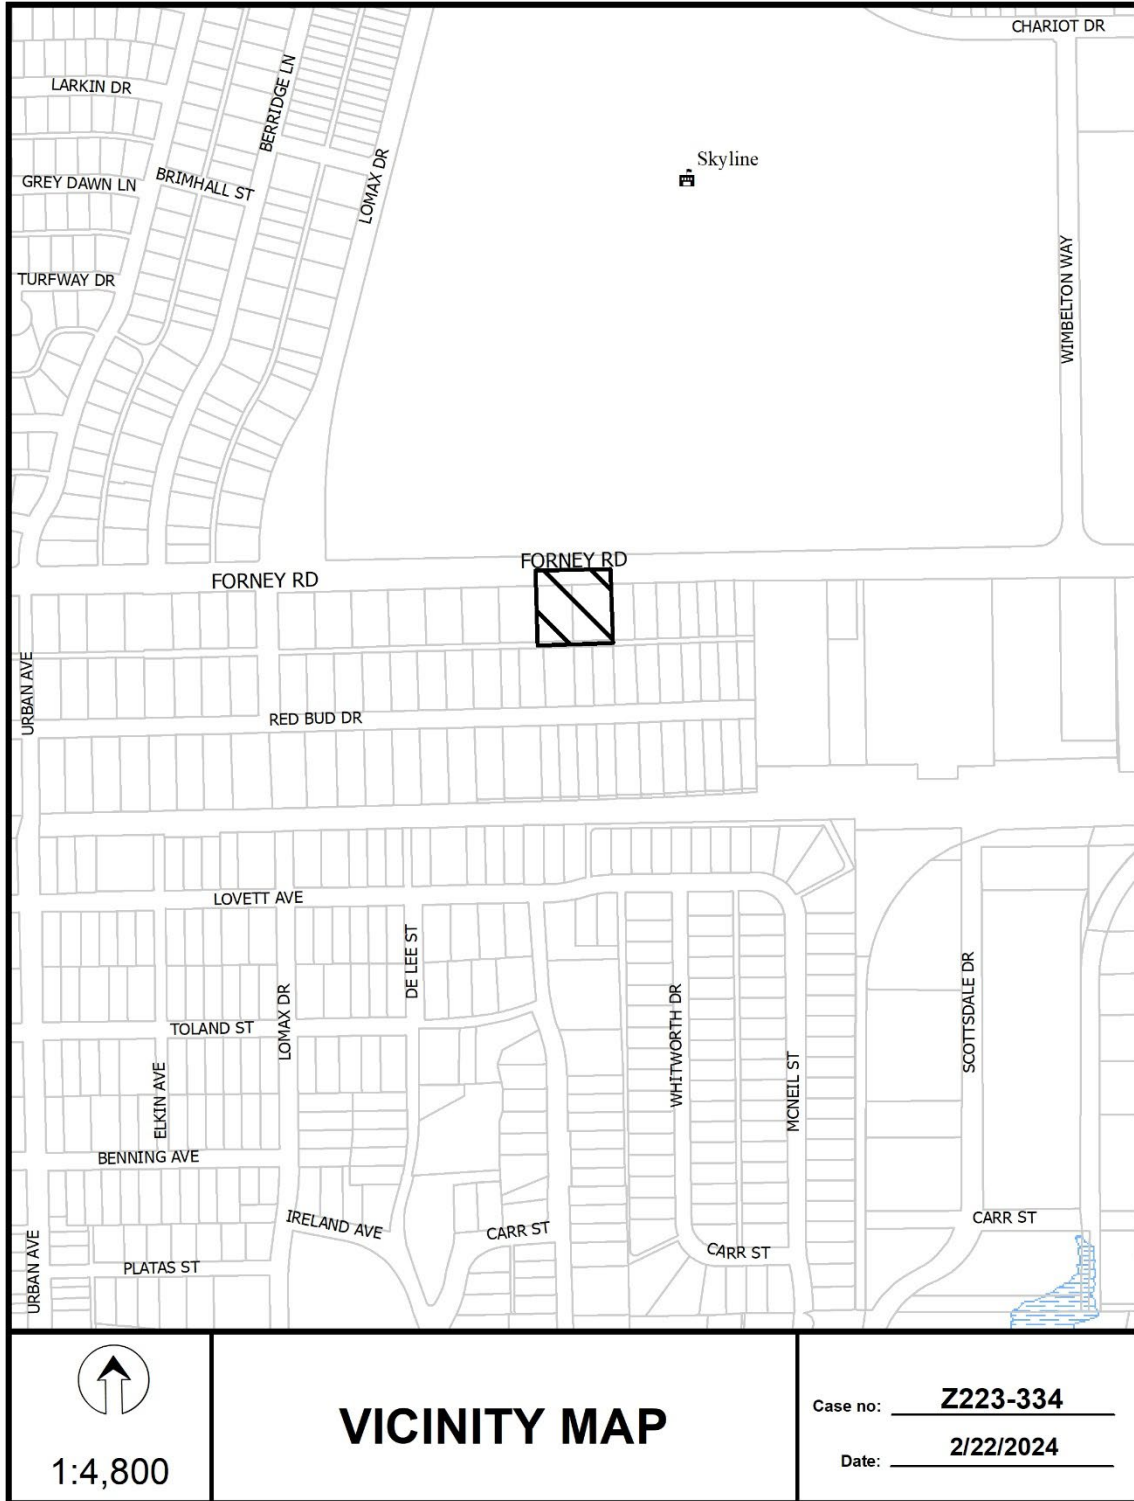 CHARIOT DR
LARKIN DR
BERRIDGE LN
Skyline
GREY DAWN LN
BRIMHALL ST
LOMAX DR
TURFWAY DR
WIMBELTON WAY
FORNEY RD
FORNEY RD
URBAN AVE
RED BUD DR
LOVETT AVE
DE LEE ST
SCOTTSDALE DR
LOMAX DR
TOLAND ST
WHITWORTH DR
MCNEIL ST
ELKIN AVE
BENNING AVE
IRELAND AVE
CARR ST
CARR ST
CARR ST
URBAN AVE
PLATAS ST
1:4,800
VICINITY MAP
Case no: Z223-334
Date: 2/22/2024